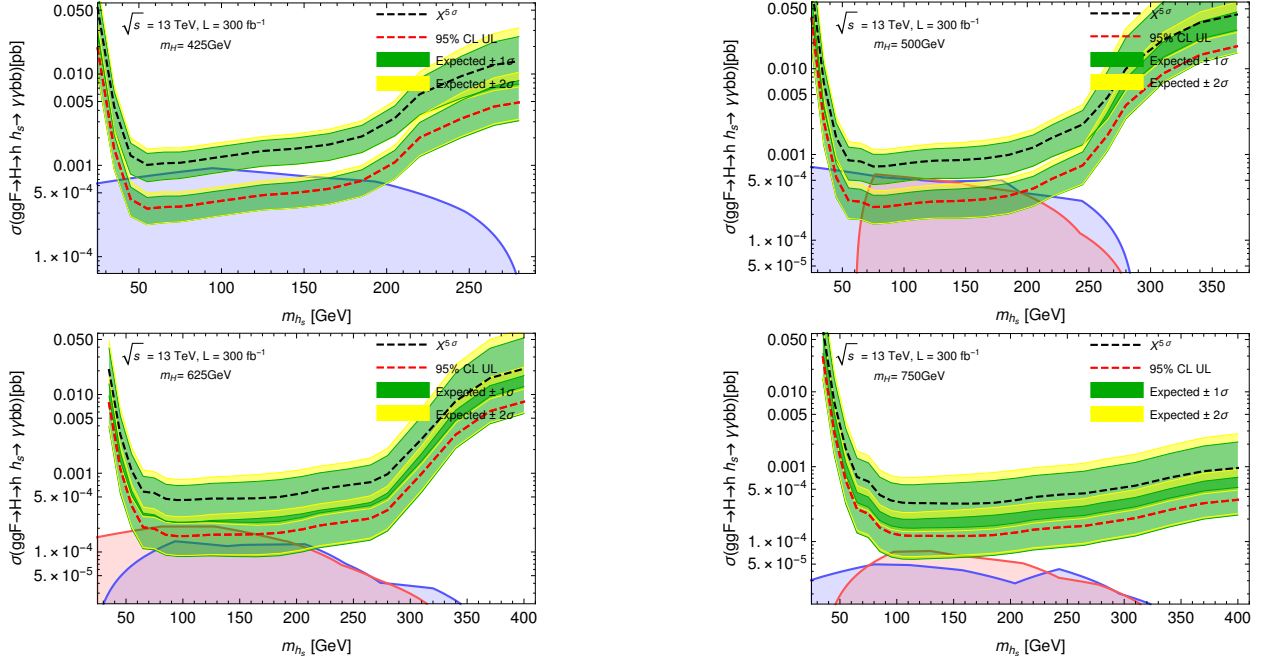 √s = 13 TeV, L = 300 fb⁻¹
m_H = 425GeV
X^5σ
95% CL UL
Expected ± 1σ
Expected ± 2σ
0.050
0.010
0.005
0.001
5. × 10⁻⁴
1. × 10⁻⁴
σ(ggF→H→h h_s→ γγbb)[pb]
50 100 150 200 250
m_h_s [GeV]
√s = 13 TeV, L = 300 fb⁻¹
m_H = 500GeV
X^5σ
95% CL UL
Expected ± 1σ
Expected ± 2σ
0.050
0.010
0.005
0.001
5. × 10⁻⁴
1. × 10⁻⁴
5. × 10⁻⁵
σ(ggF→H→h h_s→ γγbb)[pb]
50 100 150 200 250 300 350
m_h_s [GeV]
√s = 13 TeV, L = 300 fb⁻¹
m_H = 625GeV
X^5σ
95% CL UL
Expected ± 1σ
Expected ± 2σ
0.050
0.010
0.005
0.001
5. × 10⁻⁴
1. × 10⁻⁴
5. × 10⁻⁵
σ(ggF→H→h h_s→ γγbb)[pb]
50 100 150 200 250 300 350 400
m_h_s [GeV]
√s = 13 TeV, L = 300 fb⁻¹
m_H = 750GeV
X^5σ
95% CL UL
Expected ± 1σ
Expected ± 2σ
0.050
0.010
0.005
0.001
5. × 10⁻⁴
1. × 10⁻⁴
5. × 10⁻⁵
σ(ggF→H→h h_s→ γγbb)[pb]
50 100 150 200 250 300 350 400
m_h_s [GeV]